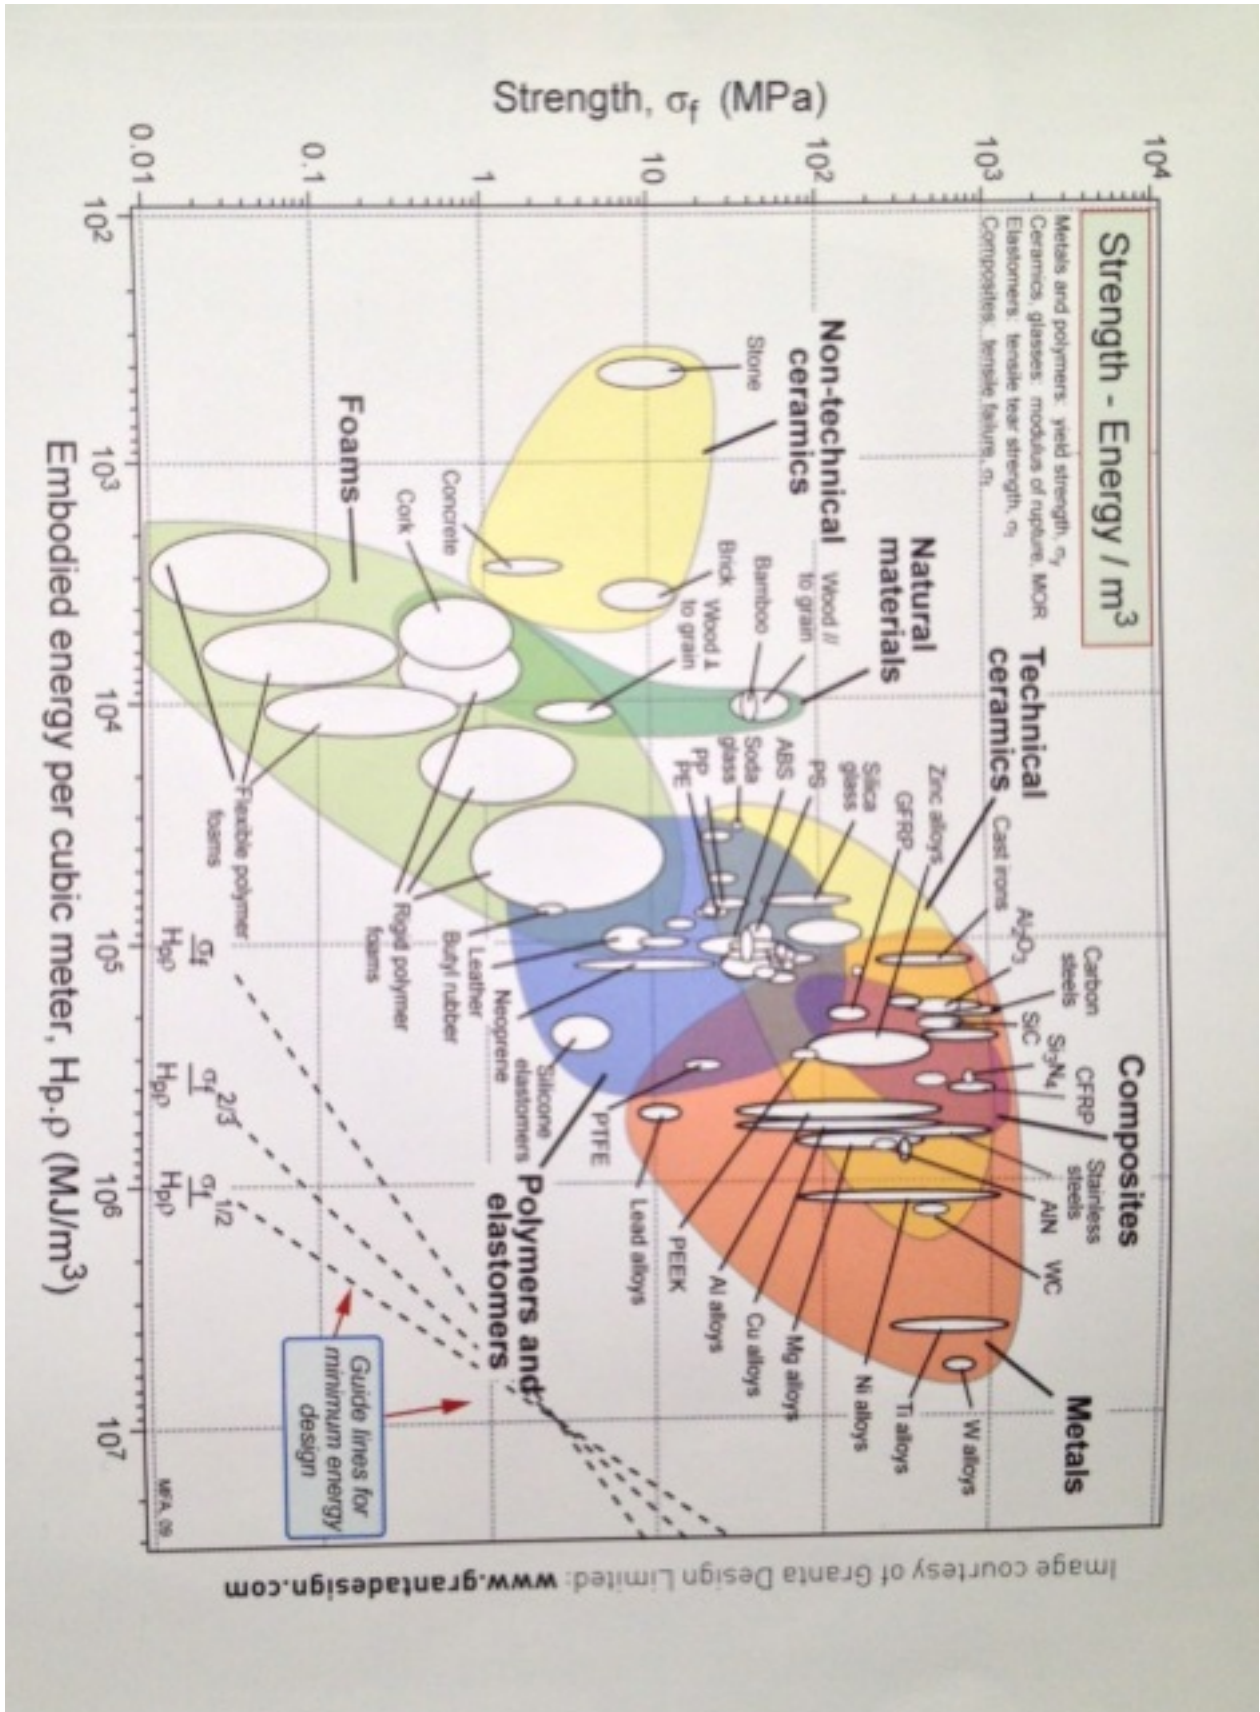 Strength - Energy / m³
Metals and polymers: yield strength, σy
Ceramics, glasses: modulus of rupture, MOR
Elastomers: tensile tear strength, σt
Composites: tensile failure, σt
Strength, σf (MPa)
10⁴
10³
10²
10
1
0.1
0.01
Technical
ceramics
Composites
Metals
Natural
materials
Non-technical
ceramics
Foams
Polymers and
elastomers
Al₂O₃
Carbon
steels
SiC
Si₃N₄
CFRP
Stainless
steels
AlN
WC
Cast irons
Zinc alloys
GFRP
Silica
glass
PS
ABS
Soda
glass
PP
PE
Wood //
to grain
Bamboo
Brick
Wood ⊥
to grain
Stone
Concrete
Cork
W alloys
Ti alloys
Ni alloys
Mg alloys
Cu alloys
Al alloys
PEEK
Lead alloys
PTFE
Silicone
elastomers
Neoprene
Leather
Butyl rubber
Rigid polymer
foams
Flexible polymer
foams
σf
Hpρ
σf 2/3
Hpρ
σf 1/2
Hpρ
Guide lines for
minimum energy
design
MFA, 09
10²
10³
10⁴
10⁵
10⁶
10⁷
Embodied energy per cubic meter, Hp.ρ (MJ/m³)
Image courtesy of Granta Design Limited: www.grantadesign.com